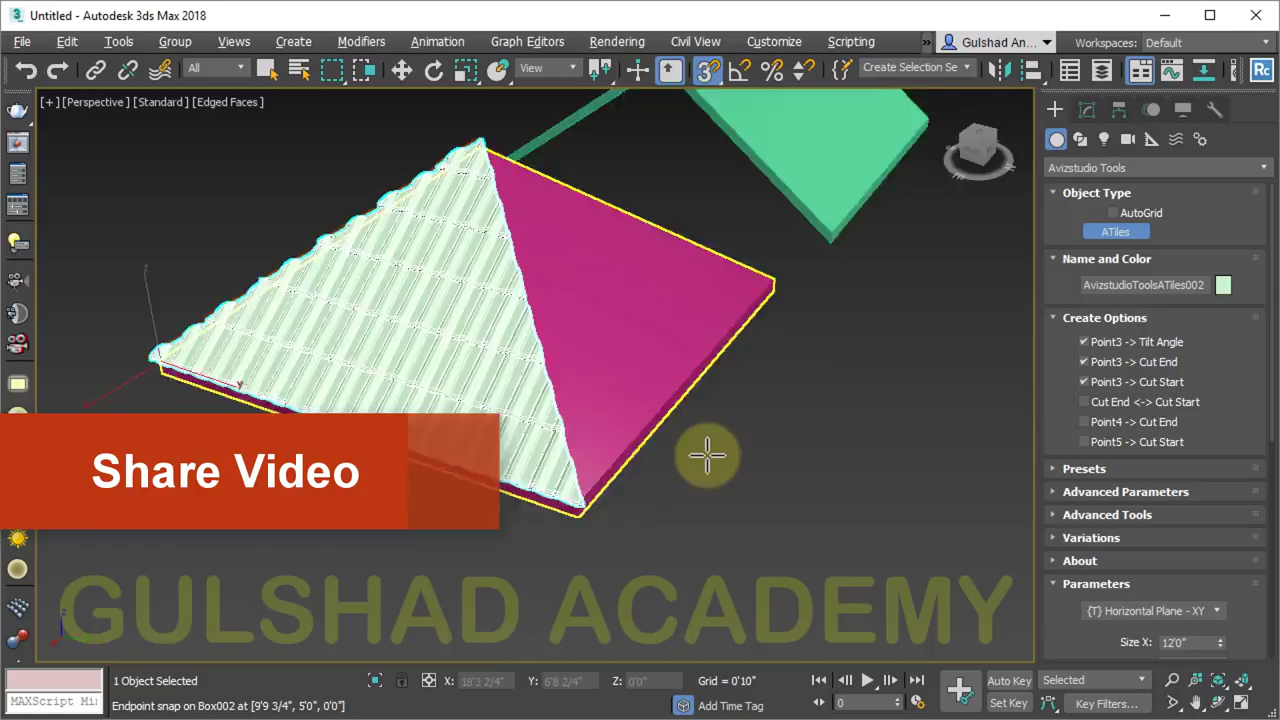 Untitled - Autodesk 3ds Max 2018
File Edit Tools Group Views Create Modifiers Animation Graph Editors Rendering Civil View Customize Scripting » Gulshad An... Workspaces: Default
All View Create Selection Se Rc
[+] [Perspective] [Standard] [Edged Faces]
Avizstudio Tools
Object Type
AutoGrid
ATiles
Name and Color
AvizstudioToolsATiles002
Create Options
Point3 -> Tilt Angle
Point3 -> Cut End
Point3 -> Cut Start
Cut End <-> Cut Start
Point4 -> Cut End
Point5 -> Cut Start
Presets
Advanced Parameters
Advanced Tools
Variations
About
Parameters
{T} Horizontal Plane - XY
Size X: 12'0"
z
Y
Share Video
GULSHAD ACADEMY
z
1 Object Selected X: 18'3 2/4" Y: 6'8 2/4" Z: 0'0" Grid = 0'10" Auto Key Selected
MAXScript Mi Endpoint snap on Box002 at [9'9 3/4", 5'0", 0'0"] Add Time Tag 0 Set Key Key Filters...